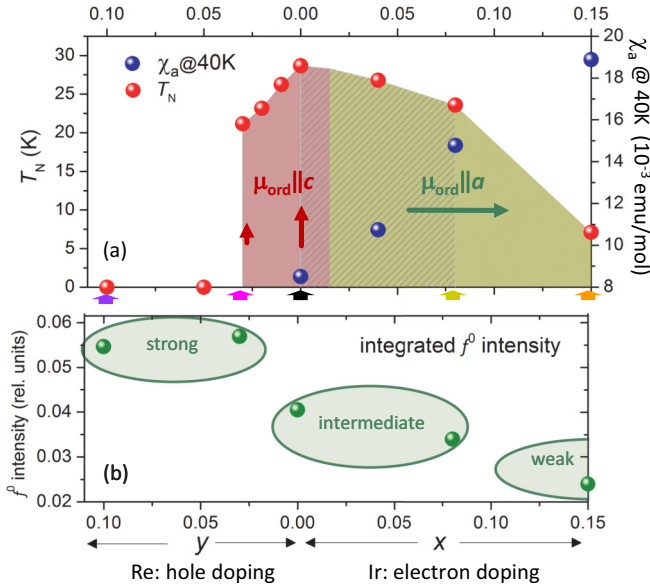 0.10 0.05 0.00 0.05 0.10 0.15
30
25
20
15
10
5
0
T_N (K)
χ_a@40K
T_N
μ_ord||c
μ_ord||a
(a)
20
18
16
14
12
10
8
χ_a @ 40K (10⁻³ emu/mol)
0.06
0.05
0.04
0.03
0.02
f⁰ intensity (rel. units)
strong
integrated f⁰ intensity
intermediate
weak
(b)
0.10 0.05 0.00 0.05 0.10 0.15
y x
Re: hole doping Ir: electron doping